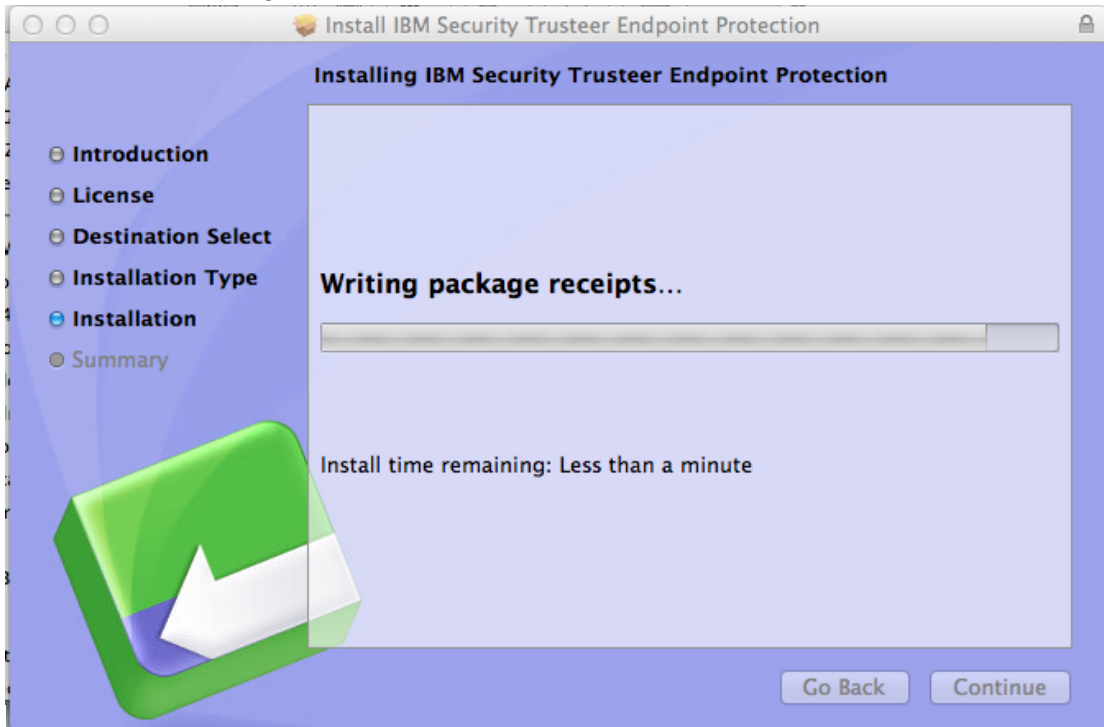 Install IBM Security Trusteer Endpoint Protection
Installing IBM Security Trusteer Endpoint Protection
Introduction
License
Destination Select
Installation Type
Installation
Summary
Writing package receipts...
Install time remaining: Less than a minute
Go Back
Continue